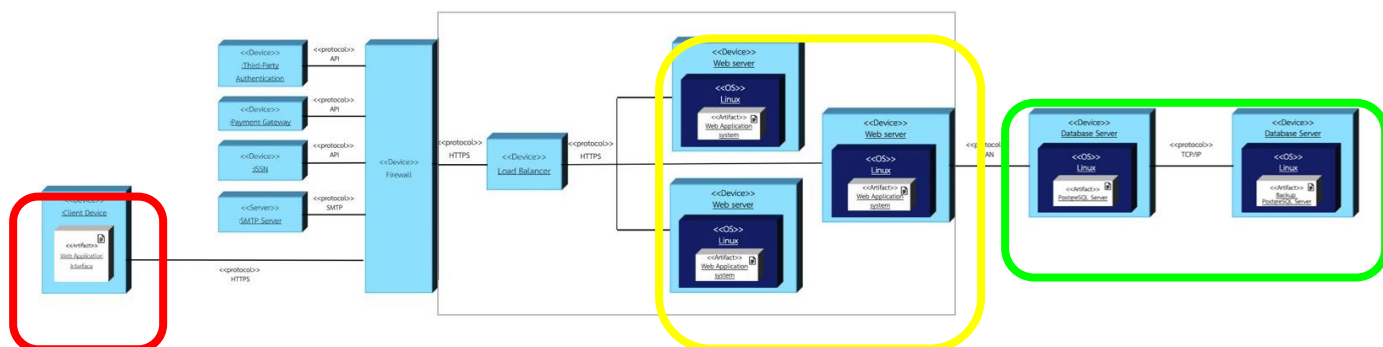 <<Device>>
:Client Device
<<Artifact>>
Web Application
Interface
<<protocol>>
HTTPS
<<Device>>
:Third-Party
Authentication
<<protocol>>
API
<<Device>>
:Payment Gateway
<<protocol>>
API
<<Device>>
:ISSN
<<protocol>>
API
<<Server>>
:SMTP Server
<<protocol>>
SMTP
<<Device>>
Firewall
<<protocol>>
HTTPS
<<Device>>
Load Balancer
<<protocol>>
HTTPS
<<Device>>
Web server
<<OS>>
Linux
<<Artifact>>
Web Application
system
<<Device>>
Web server
<<OS>>
Linux
<<Artifact>>
Web Application
system
<<Device>>
Web server
<<OS>>
Linux
<<Artifact>>
Web Application
system
<<Device>>
Database Server
<<OS>>
Linux
<<Artifact>>
PostgreSQL Server
<<protocol>>
TCP/IP
<<Device>>
Database Server
<<OS>>
Linux
<<Artifact>>
Backup
PostgreSQL Server